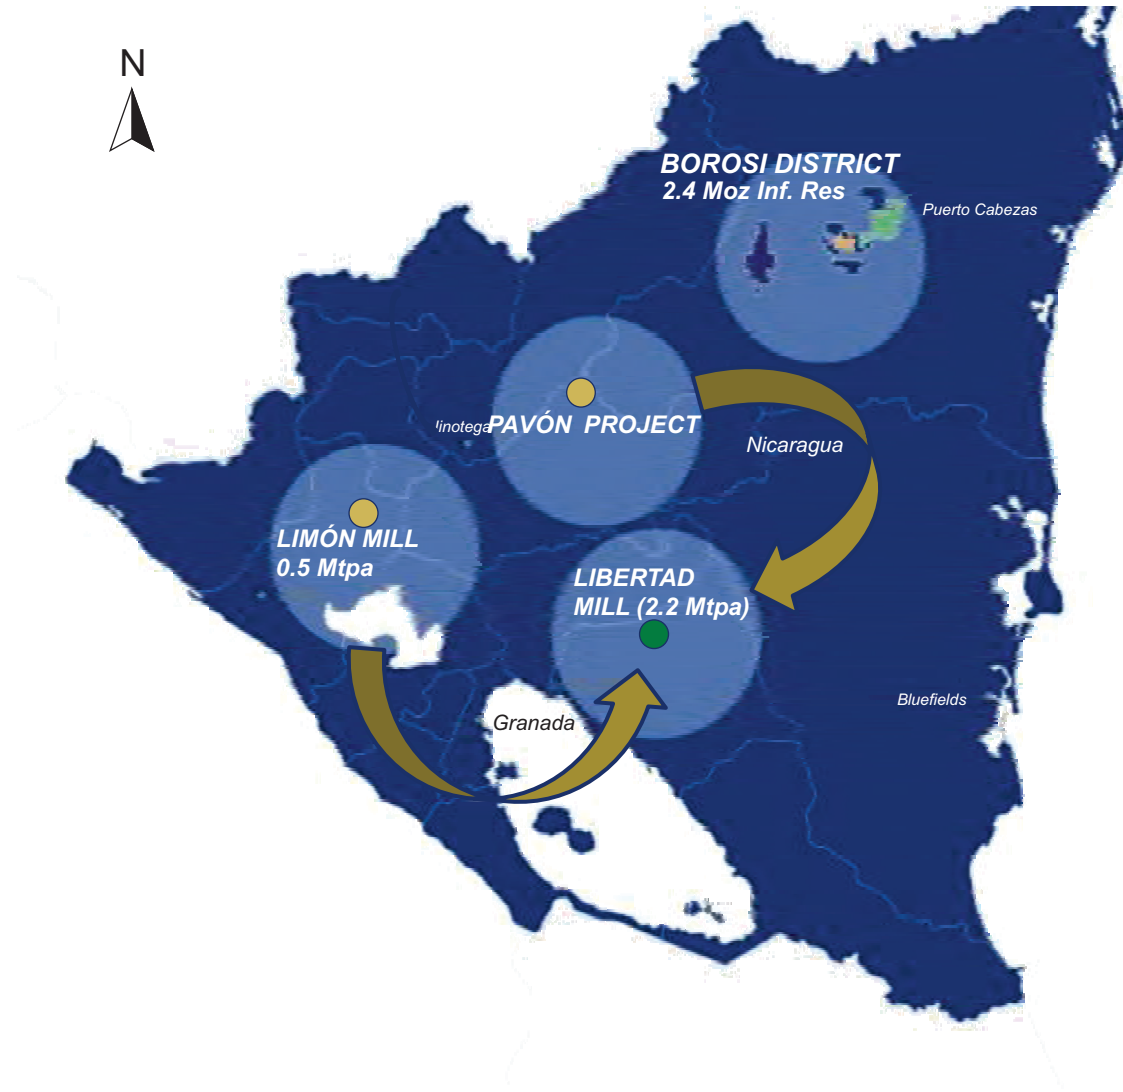 N
BOROSI DISTRICT
2.4 Moz Inf. Res
Puerto Cabezas
PAVÓN PROJECT
Nicaragua
LIMÓN MILL
0.5 Mtpa
LIBERTAD
MILL (2.2 Mtpa)
Bluefields
Granada